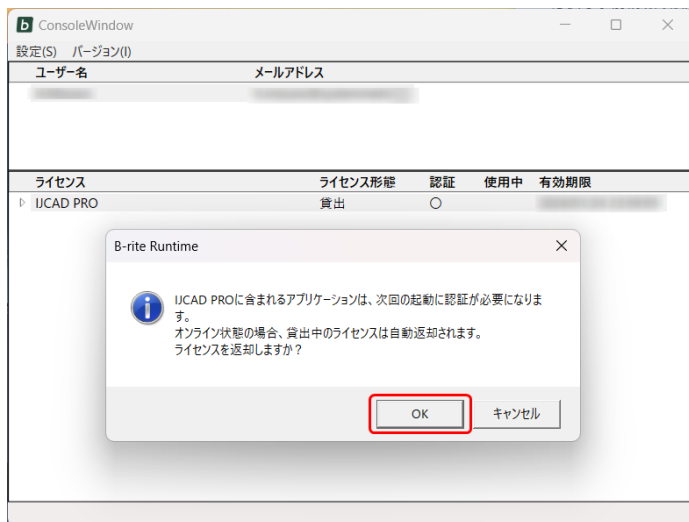 b ConsoleWindow
設定(S) バージョン(I)
ユーザー名 メールアドレス
ライセンス ライセンス形態 認証 使用中 有効期限
IJCAD PRO 貸出 〇
B-rite Runtime
IJCAD PROに含まれるアプリケーションは、次回の起動に認証が必要になりま
す。
オンライン状態の場合、貸出中のライセンスは自動返却されます。
ライセンスを返却しますか？
OK キャンセル